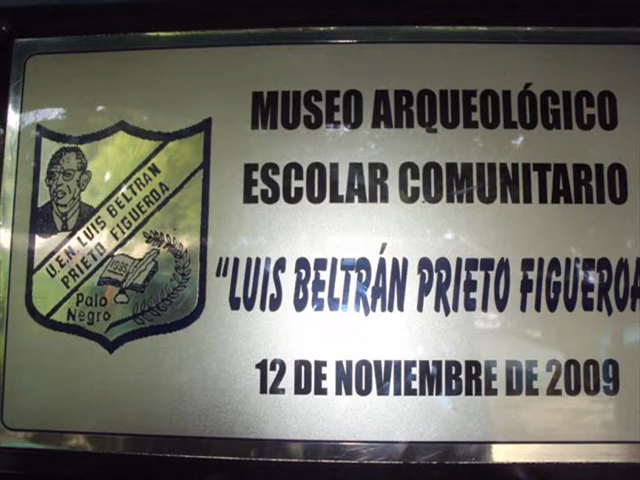 MUSEO ARQUEOLÓGICO
ESCOLAR COMUNITARIO
"LUIS BELTRÁN PRIETO FIGUEROA
12 DE NOVIEMBRE DE 2009
U.E.N. LUIS BELTRAN
PRIETO FIGUEROA
Palo
Negro